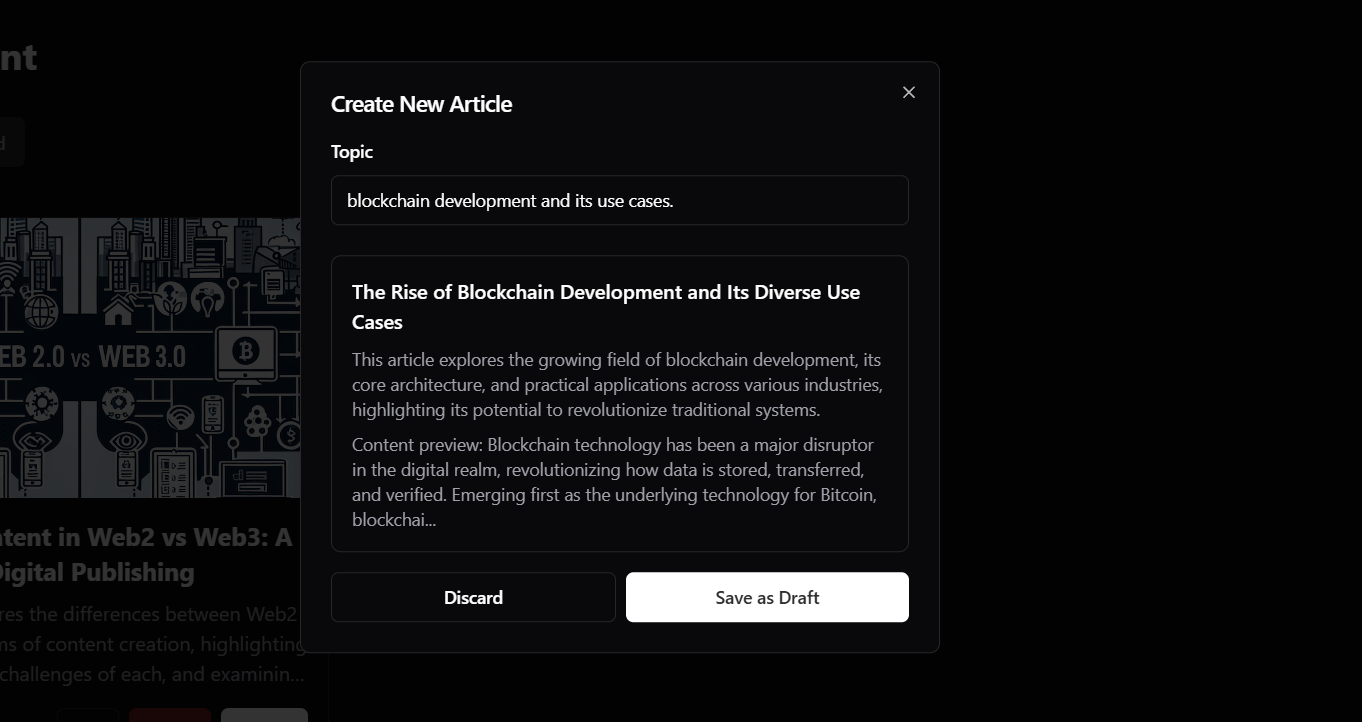 nt
d
Create New Article
Topic
blockchain development and its use cases.
The Rise of Blockchain Development and Its Diverse Use
Cases
This article explores the growing field of blockchain development, its
core architecture, and practical applications across various industries,
highlighting its potential to revolutionize traditional systems.
Content preview: Blockchain technology has been a major disruptor
in the digital realm, revolutionizing how data is stored, transferred,
and verified. Emerging first as the underlying technology for Bitcoin,
blockchai...
Discard
Save as Draft
EB 2.0 vs WEB 3.0
ntent in Web2 vs Web3: A
Digital Publishing
res the differences between Web2
ms of content creation, highlighting
challenges of each, and examinin...